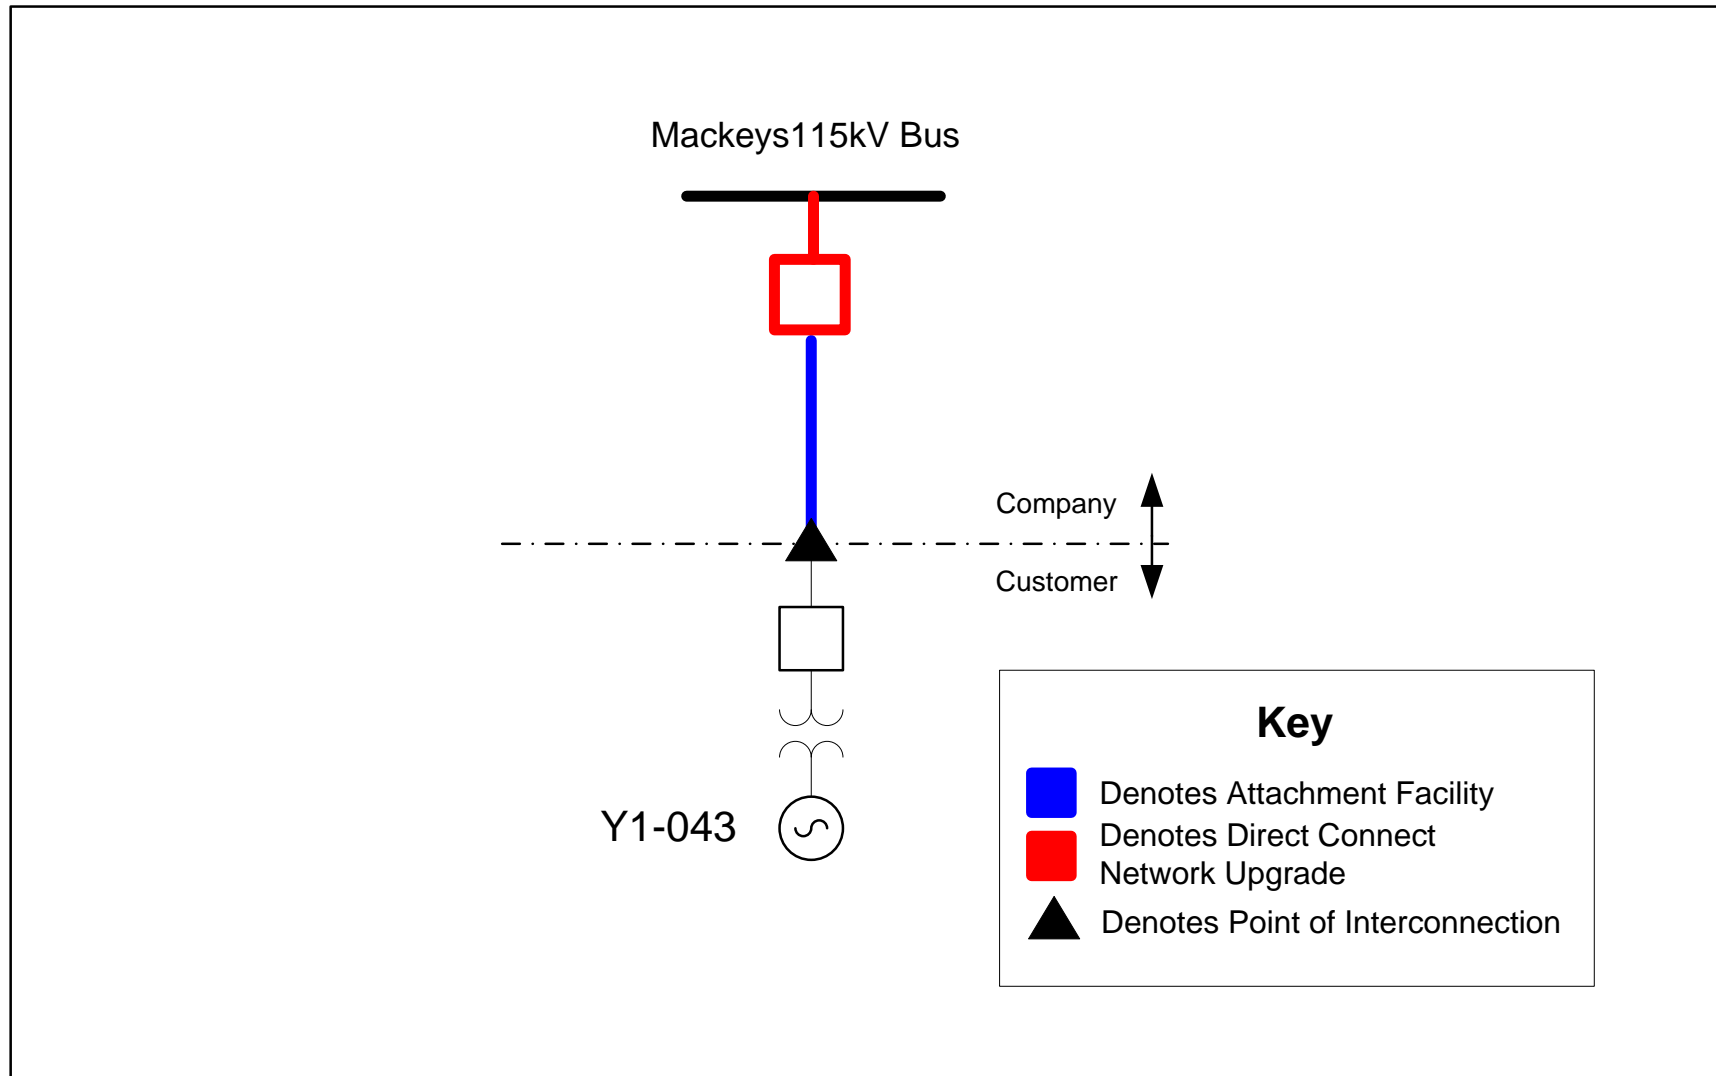 Mackeys115kV Bus
Company
Customer
Y1-043
Key
Denotes Attachment Facility
Denotes Direct Connect
Network Upgrade
Denotes Point of Interconnection